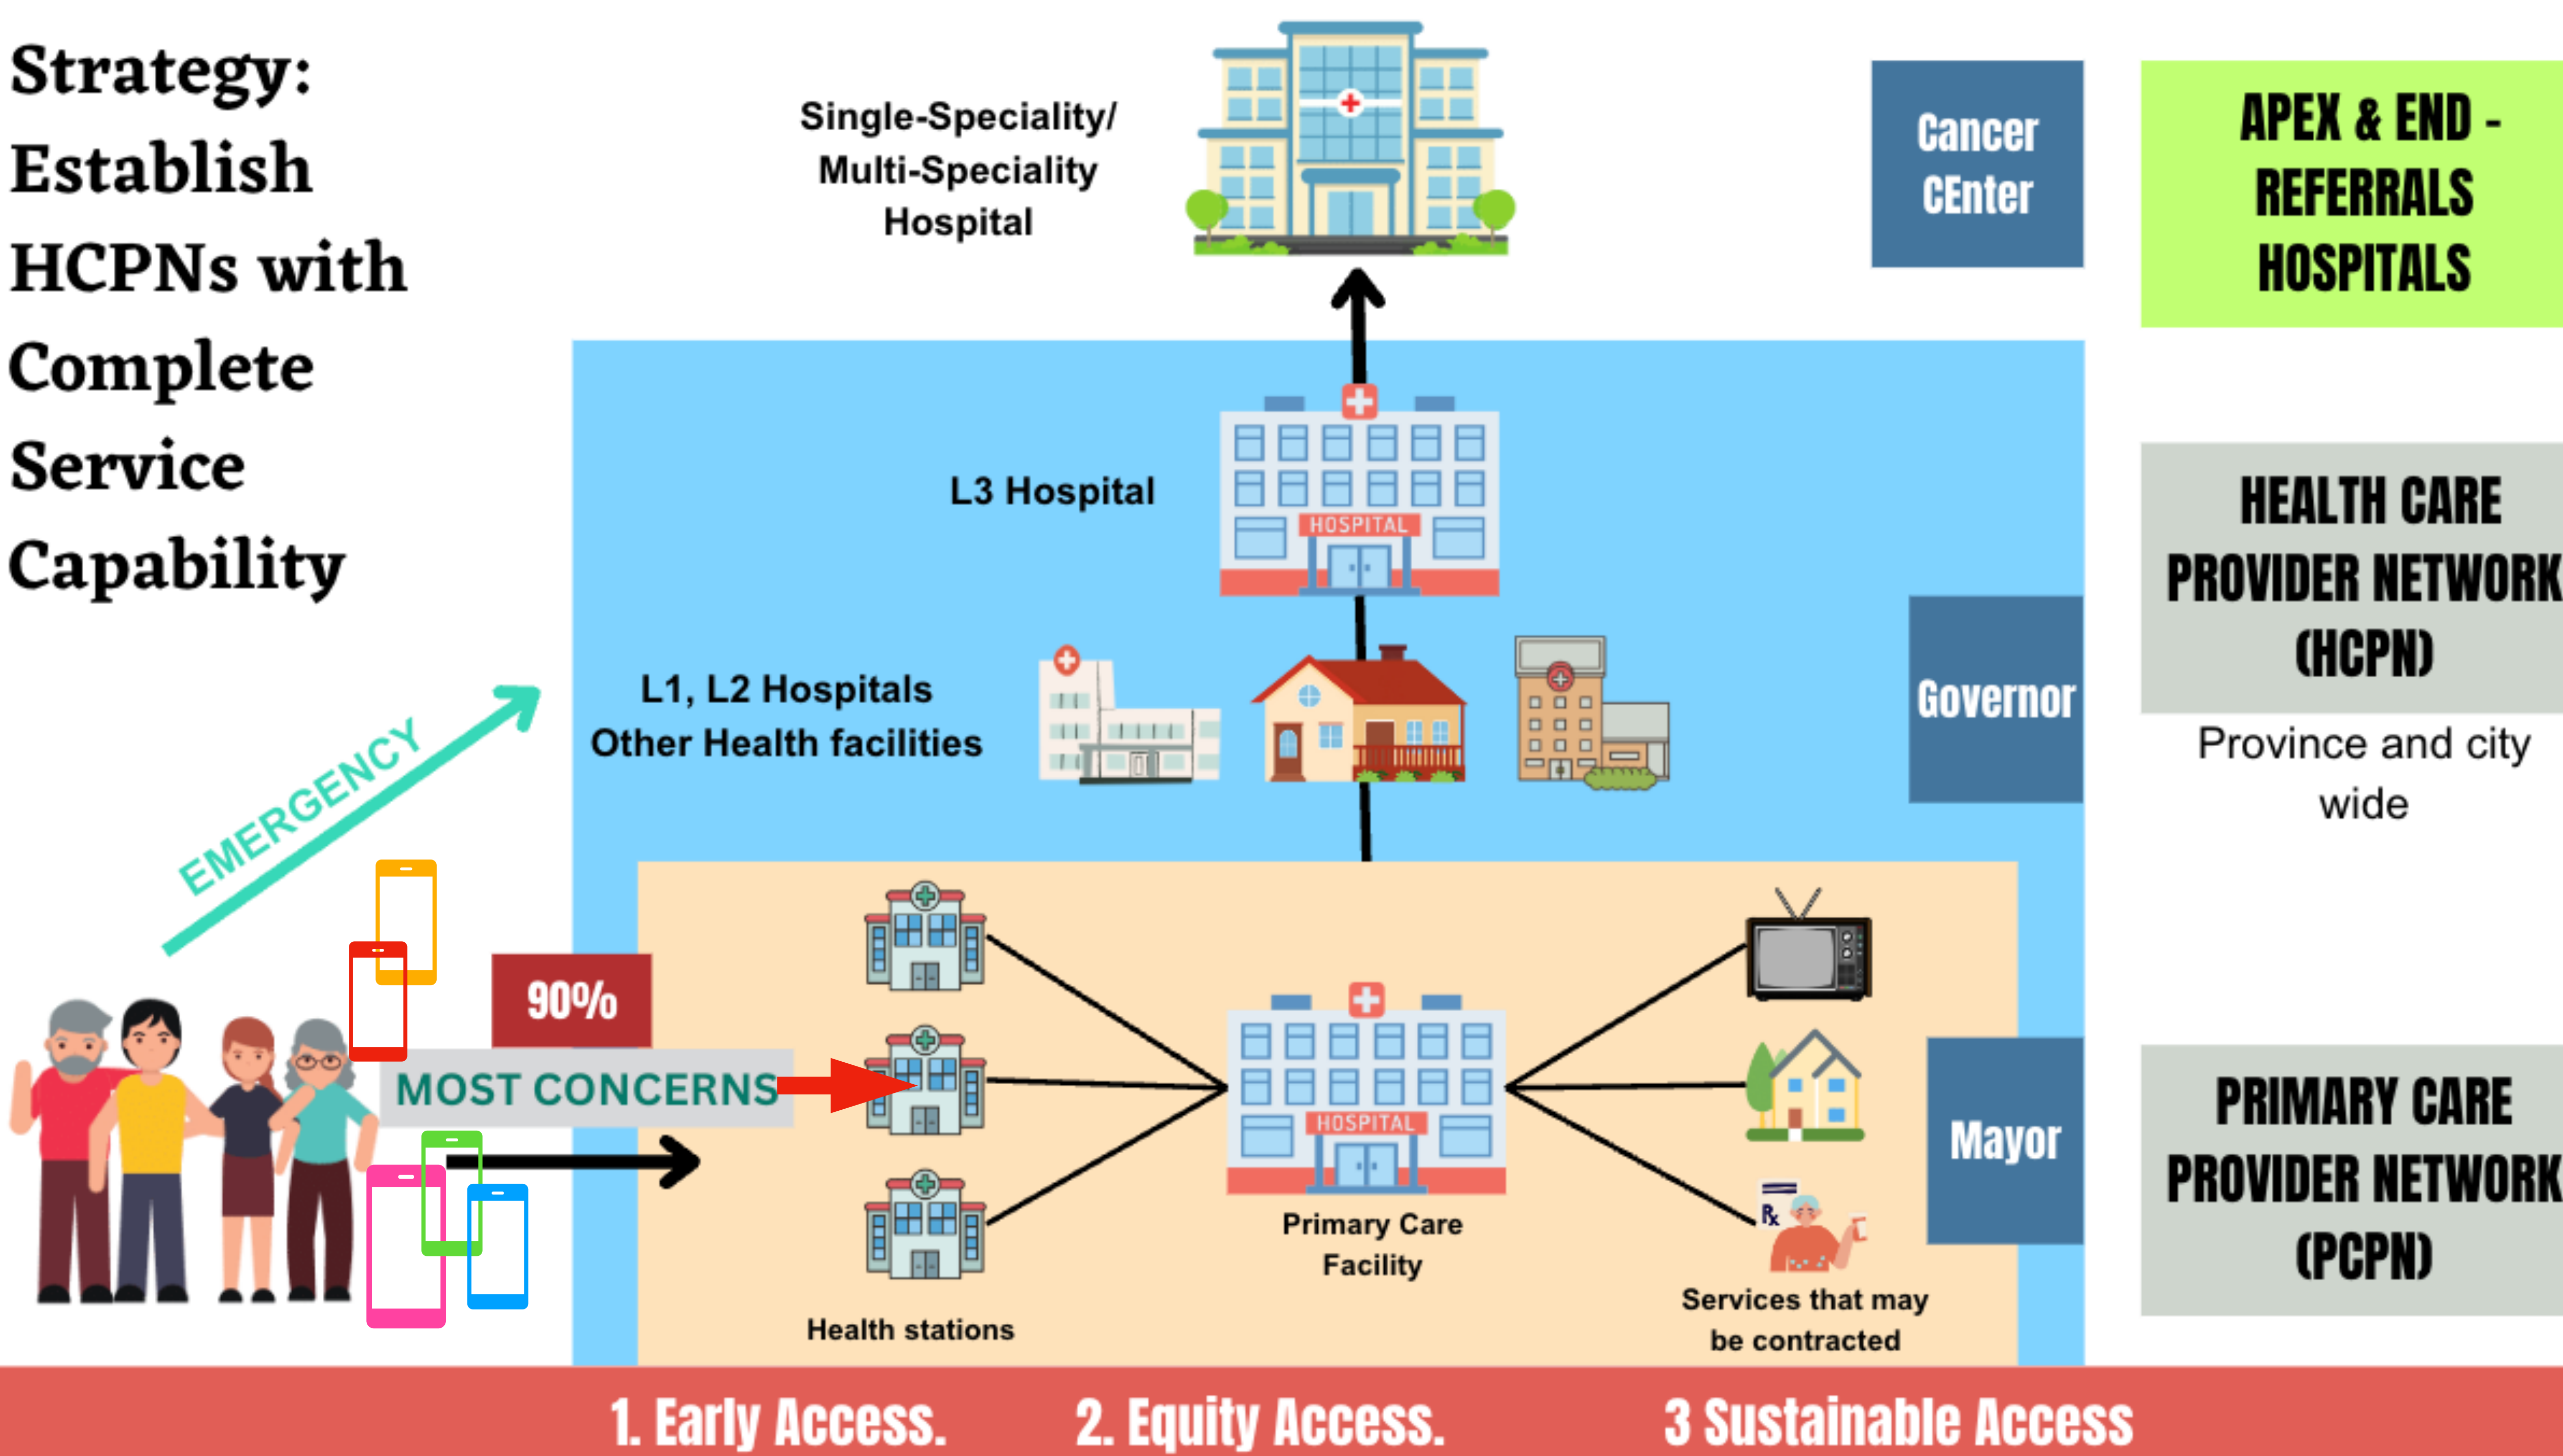 Strategy:
Establish
HCPNs with
Complete
Service
Capability
Single-Speciality/
Multi-Speciality
Hospital
Cancer
CEnter
APEX & END -
REFERRALS
HOSPITALS
L3 Hospital
HOSPITAL
HEALTH CARE
PROVIDER NETWORK
(HCPN)
Province and city
wide
L1, L2 Hospitals
Other Health facilities
Governor
EMERGENCY
90%
MOST CONCERNS
Health stations
HOSPITAL
Primary Care
Facility
Rx
Services that may
be contracted
Mayor
PRIMARY CARE
PROVIDER NETWORK
(PCPN)
1. Early Access.
2. Equity Access.
3 Sustainable Access